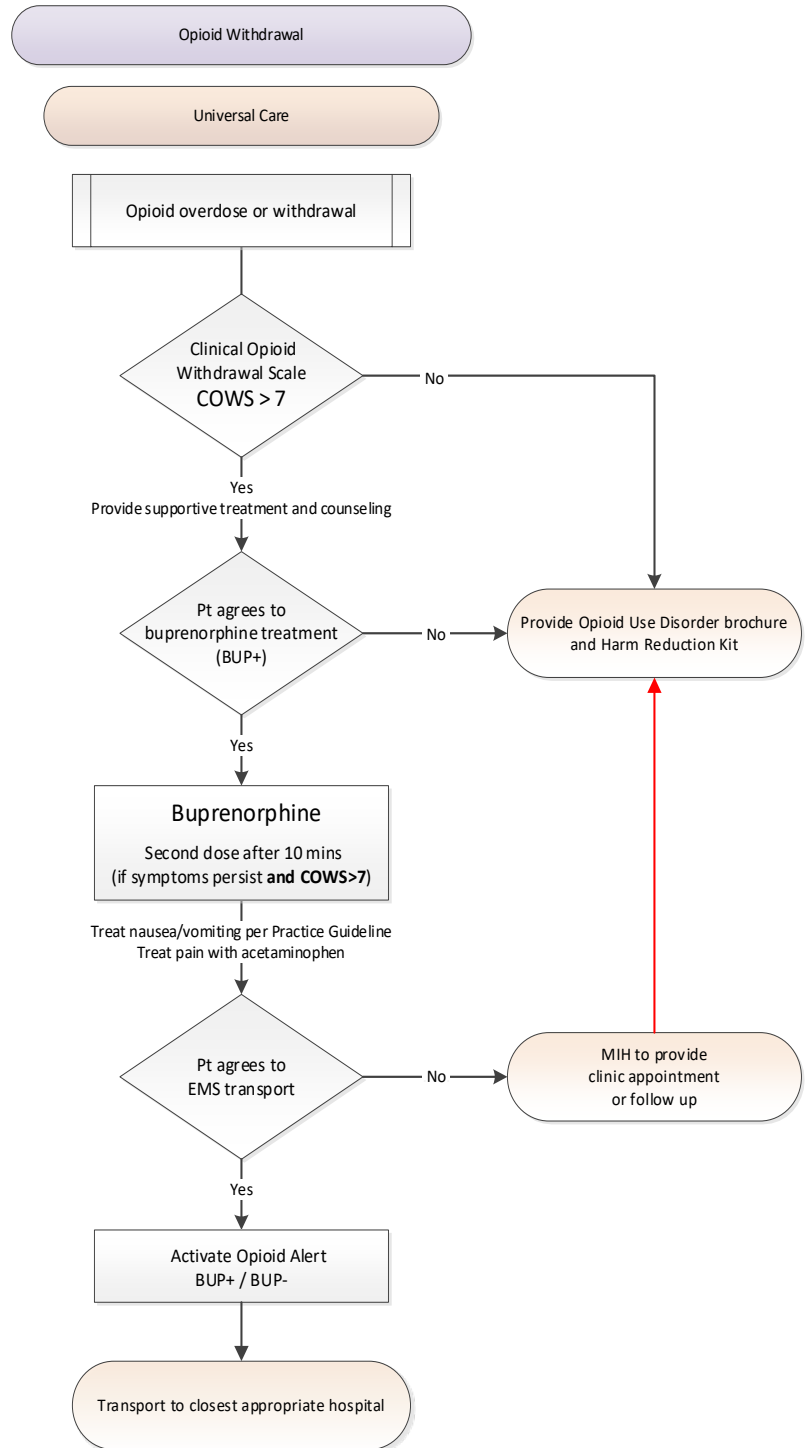 Opioid Withdrawal
Universal Care
Opioid overdose or withdrawal
Clinical Opioid
Withdrawal Scale
COWS > 7
No
Yes
Provide supportive treatment and counseling
Pt agrees to
buprenorphine treatment
(BUP+)
No
Provide Opioid Use Disorder brochure
and Harm Reduction Kit
Yes
Buprenorphine
Second dose after 10 mins
(if symptoms persist and COWS>7)
Treat nausea/vomiting per Practice Guideline
Treat pain with acetaminophen
Pt agrees to
EMS transport
No
MIH to provide
clinic appointment
or follow up
Yes
Activate Opioid Alert
BUP+ / BUP-
Transport to closest appropriate hospital